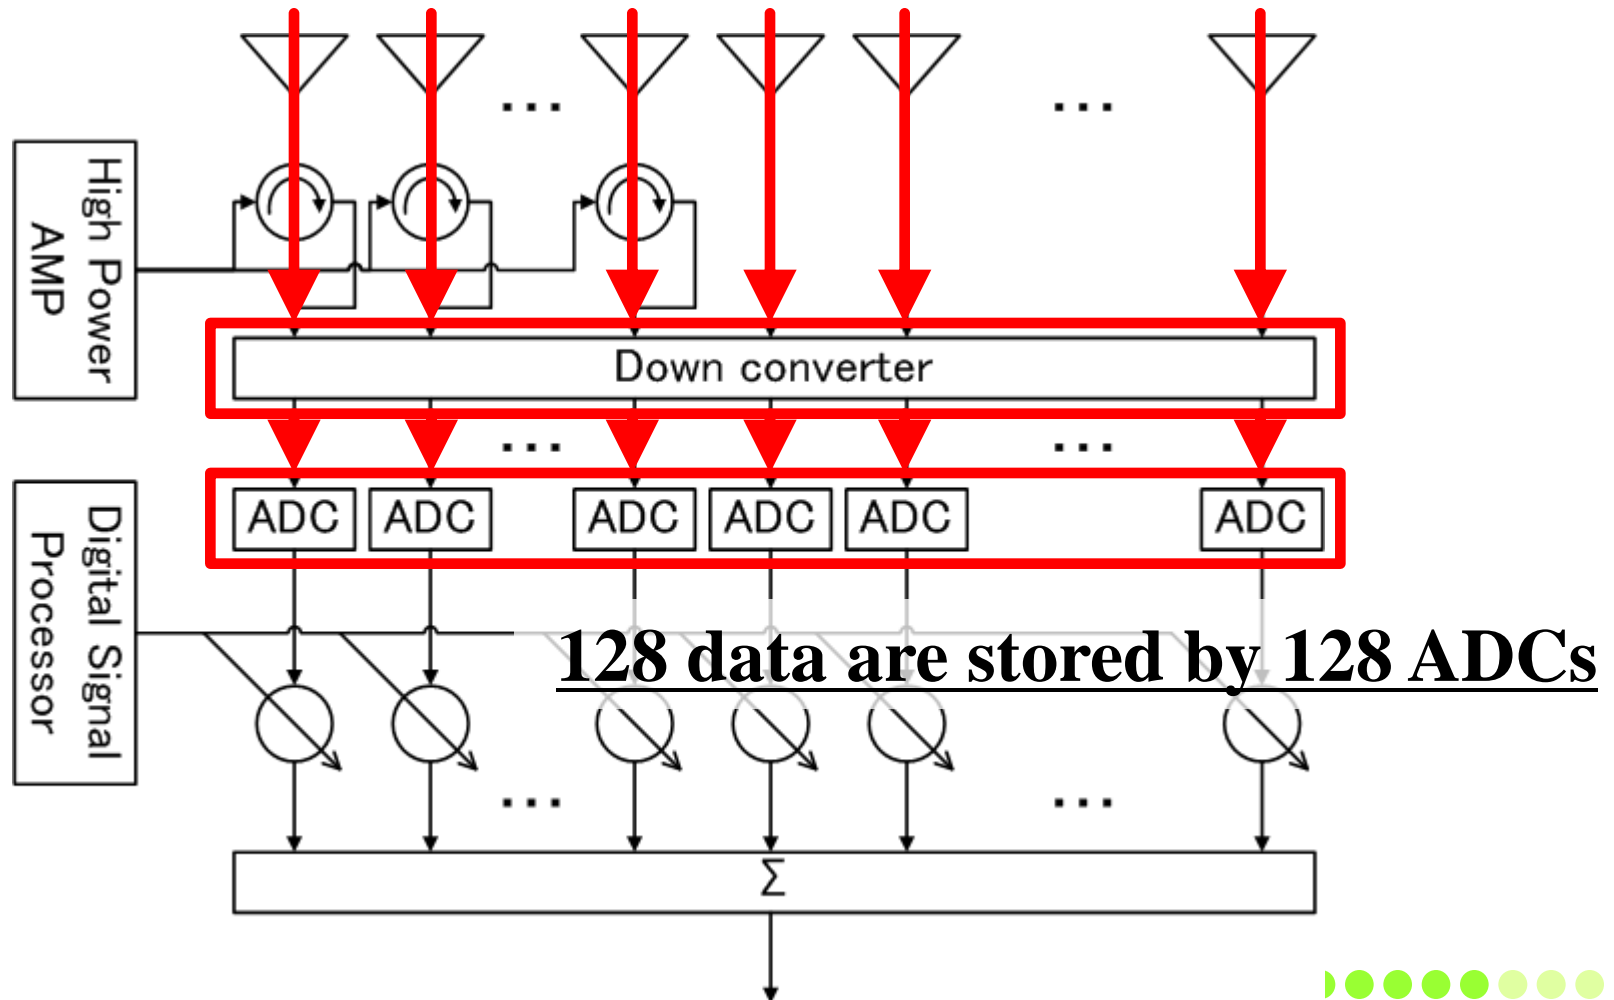 ...
...
High Power
AMP
Down converter
...
...
ADC ADC ADC ADC ADC ADC
Digital Signal
Processor
128 data are stored by 128 ADCs
...
...
Σ